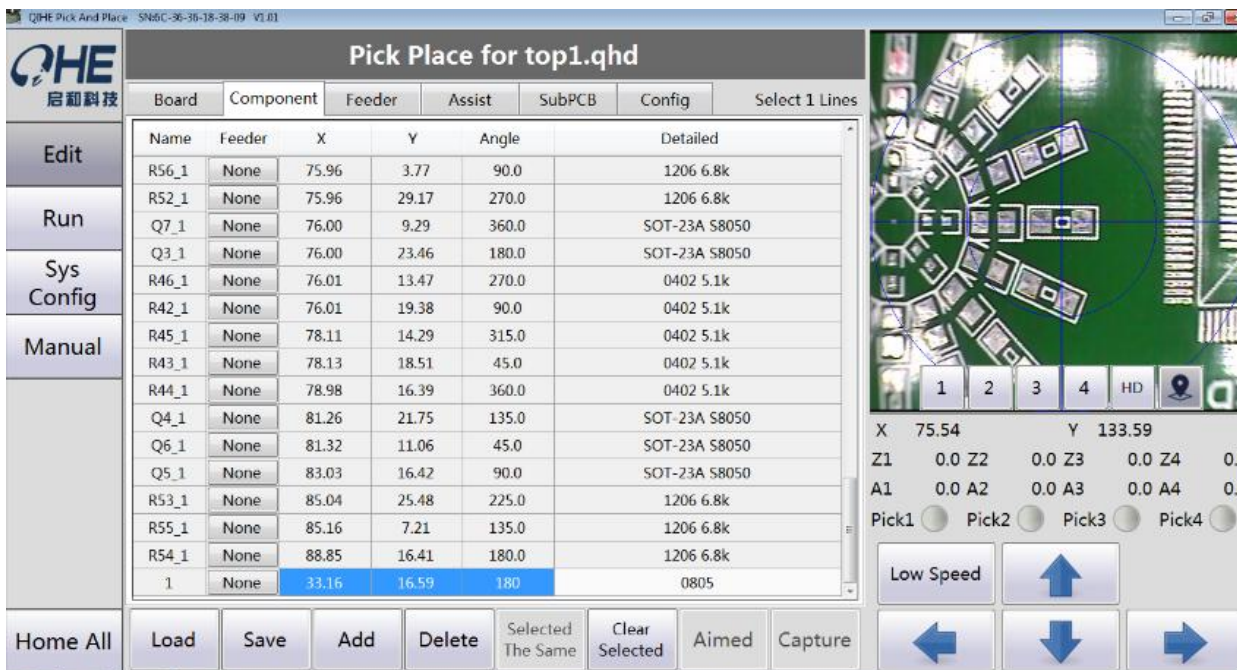 QIHE Pick And Place SN:6C-36-36-18-38-09 V1.01
QiHE
启和科技
Pick Place for top1.qhd
Board Component Feeder Assist SubPCB Config Select 1 Lines
Edit
Run
Sys
Config
Manual
Home All
Name Feeder X Y Angle Detailed
R56_1 None 75.96 3.77 90.0 1206 6.8k
R52_1 None 75.96 29.17 270.0 1206 6.8k
Q7_1 None 76.00 9.29 360.0 SOT-23A S8050
Q3_1 None 76.00 23.46 180.0 SOT-23A S8050
R46_1 None 76.01 13.47 270.0 0402 5.1k
R42_1 None 76.01 19.38 90.0 0402 5.1k
R45_1 None 78.11 14.29 315.0 0402 5.1k
R43_1 None 78.13 18.51 45.0 0402 5.1k
R44_1 None 78.98 16.39 360.0 0402 5.1k
Q4_1 None 81.26 21.75 135.0 SOT-23A S8050
Q6_1 None 81.32 11.06 45.0 SOT-23A S8050
Q5_1 None 83.03 16.42 90.0 SOT-23A S8050
R53_1 None 85.04 25.48 225.0 1206 6.8k
R55_1 None 85.16 7.21 135.0 1206 6.8k
R54_1 None 88.85 16.41 180.0 1206 6.8k
1 None 33.16 16.59 180 0805
Load Save Add Delete Selected The Same Clear Selected Aimed Capture
1 2 3 4 HD
X 75.54 Y 133.59
Z1 0.0 Z2 0.0 Z3 0.0 Z4 0.
A1 0.0 A2 0.0 A3 0.0 A4 0.
Pick1 Pick2 Pick3 Pick4
Low Speed